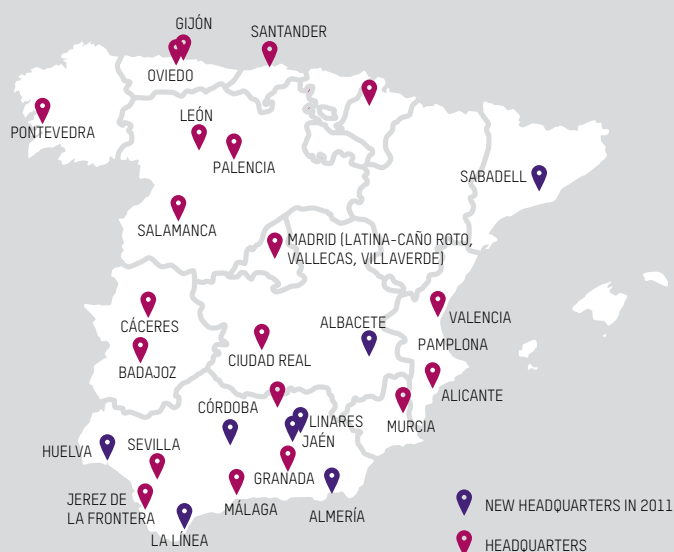 GIJÓN
SANTANDER
OVIEDO
LEÓN
PONTEVEDRA
PALENCIA
SABADELL
SALAMANCA
MADRID (LATINA-CAÑO ROTO,
VALLECAS, VILLAVERDE)
CÁCERES
ALBACETE
VALENCIA
PAMPLONA
CIUDAD REAL
BADAJOZ
ALICANTE
CÓRDOBA
LINARES
MURCIA
JAÉN
HUELVA
SEVILLA
GRANADA
JEREZ DE
LA FRONTERA
MÁLAGA
ALMERÍA
LA LÍNEA
NEW HEADQUARTERS IN 2011
HEADQUARTERS